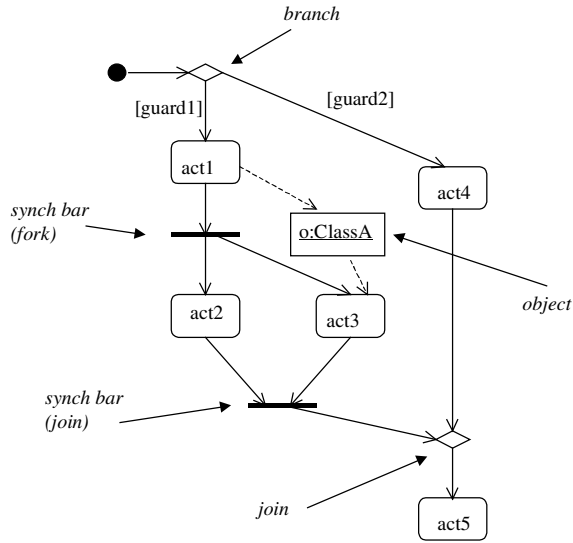 branch
[guard1]
[guard2]
act1
act4
synch bar
(fork)
o:ClassA
object
act2
act3
synch bar
(join)
join
act5